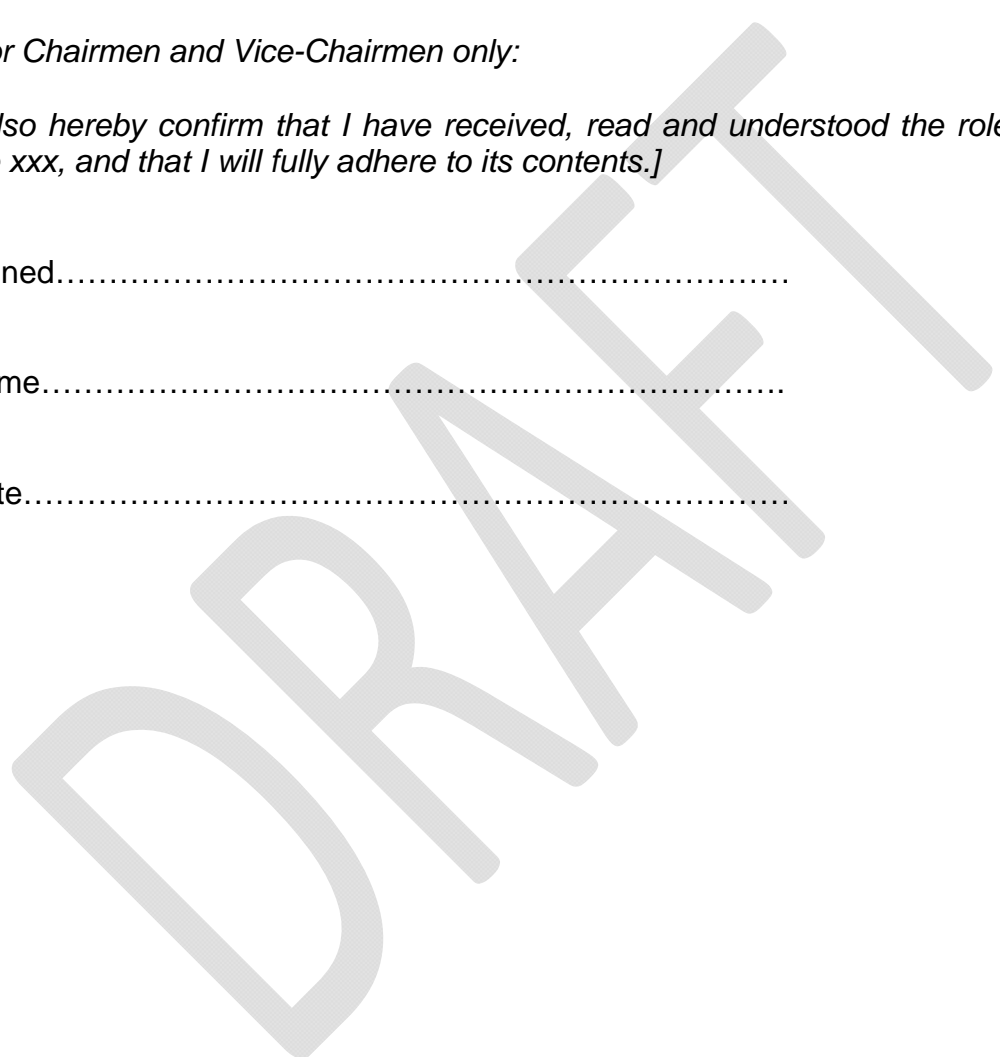 or Chairmen and Vice-Chairmen only:
lso hereby confirm that I have received, read and understood the role
xxx, and that I will fully adhere to its contents.]
ned……………………………………………………………
me…………………………………………………………….
te………………………………………………………………
DRAFT